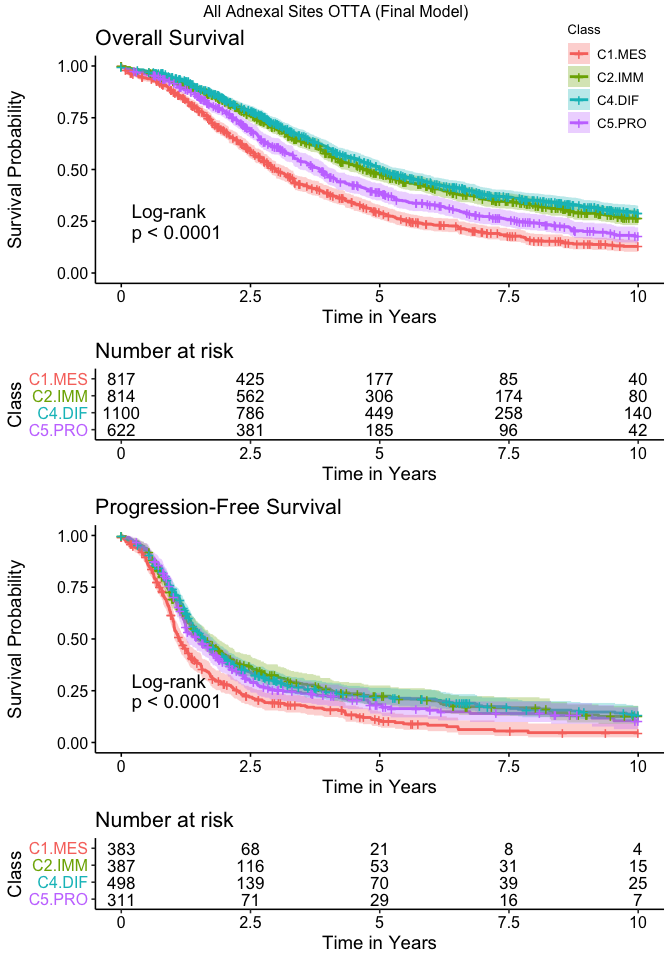 All Adnexal Sites OTTA (Final Model)
Overall Survival
Class
C1.MES
C2.IMM
C4.DIF
C5.PRO
Survival Probability
1.00
0.75
0.50
0.25
0.00
Log-rank
p < 0.0001
0 2.5 5 7.5 10
Time in Years
Number at risk
Class
C1.MES 817 425 177 85 40
C2.IMM 814 562 306 174 80
C4.DIF 1100 786 449 258 140
C5.PRO 622 381 185 96 42
0 2.5 5 7.5 10
Time in Years
Progression-Free Survival
Survival Probability
1.00
0.75
0.50
0.25
0.00
Log-rank
p < 0.0001
0 2.5 5 7.5 10
Time in Years
Number at risk
Class
C1.MES 383 68 21 8 4
C2.IMM 387 116 53 31 15
C4.DIF 498 139 70 39 25
C5.PRO 311 71 29 16 7
0 2.5 5 7.5 10
Time in Years